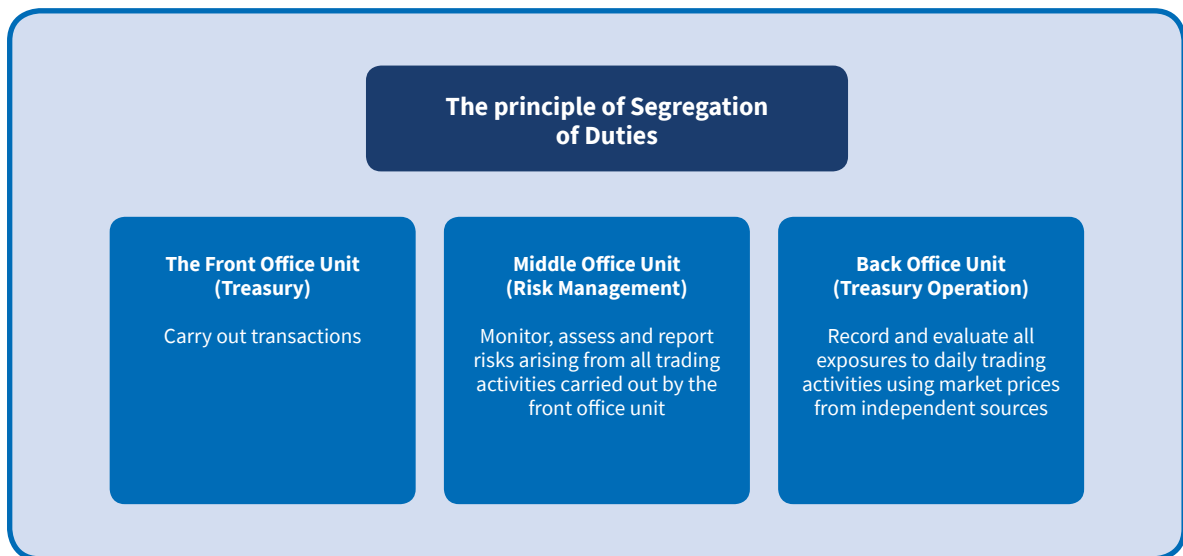 The principle of Segregation
of Duties
The Front Office Unit
(Treasury)
Carry out transactions
Middle Office Unit
(Risk Management)
Monitor, assess and report
risks arising from all trading
activities carried out by the
front office unit
Back Office Unit
(Treasury Operation)
Record and evaluate all
exposures to daily trading
activities using market prices
from independent sources